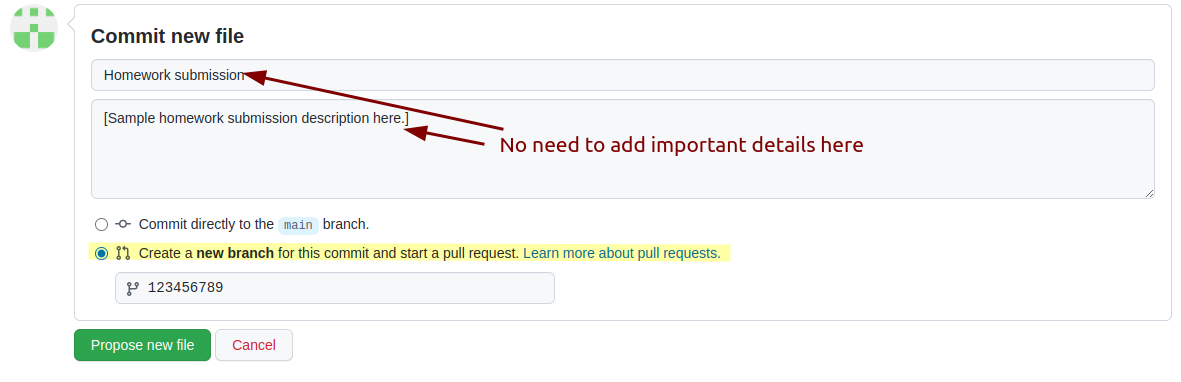 Commit new file
Homework submission
[Sample homework submission description here.]
No need to add important details here
Commit directly to the main branch.
Create a new branch for this commit and start a pull request. Learn more about pull requests.
123456789
Propose new file Cancel